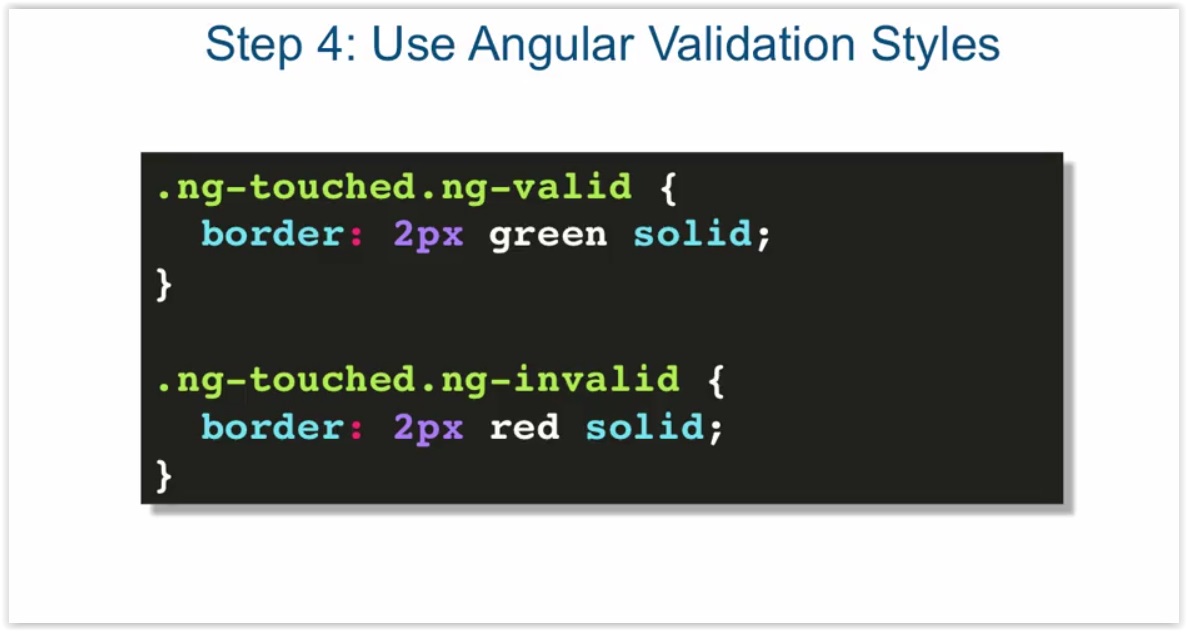 Step 4: Use Angular Validation Styles
.ng-touched.ng-valid {
  border: 2px green solid;
}
.ng-touched.ng-invalid {
  border: 2px red solid;
}